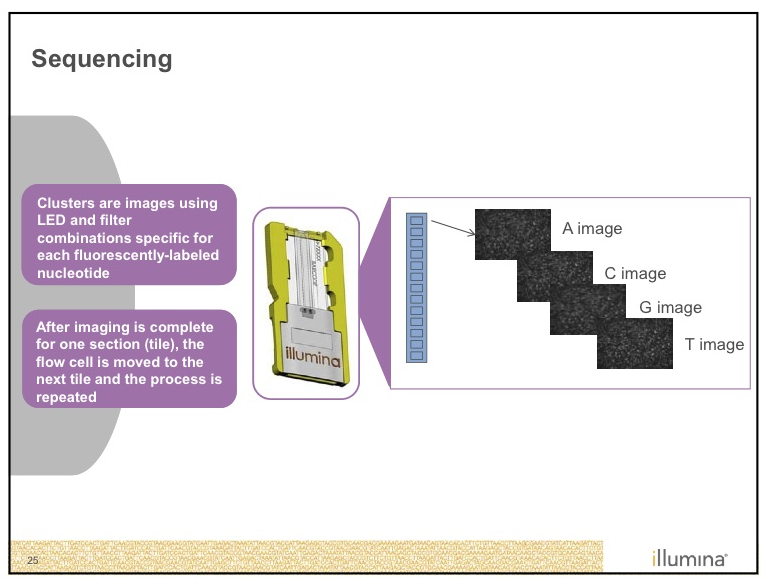 Sequencing
Clusters are images using
LED and filter
combinations specific for
each fluorescently-labeled
nucleotide
After imaging is complete
for one section (tile), the
flow cell is moved to the
next tile and the process is
repeated
illumina
A image
C image
G image
T image
25
illumina®